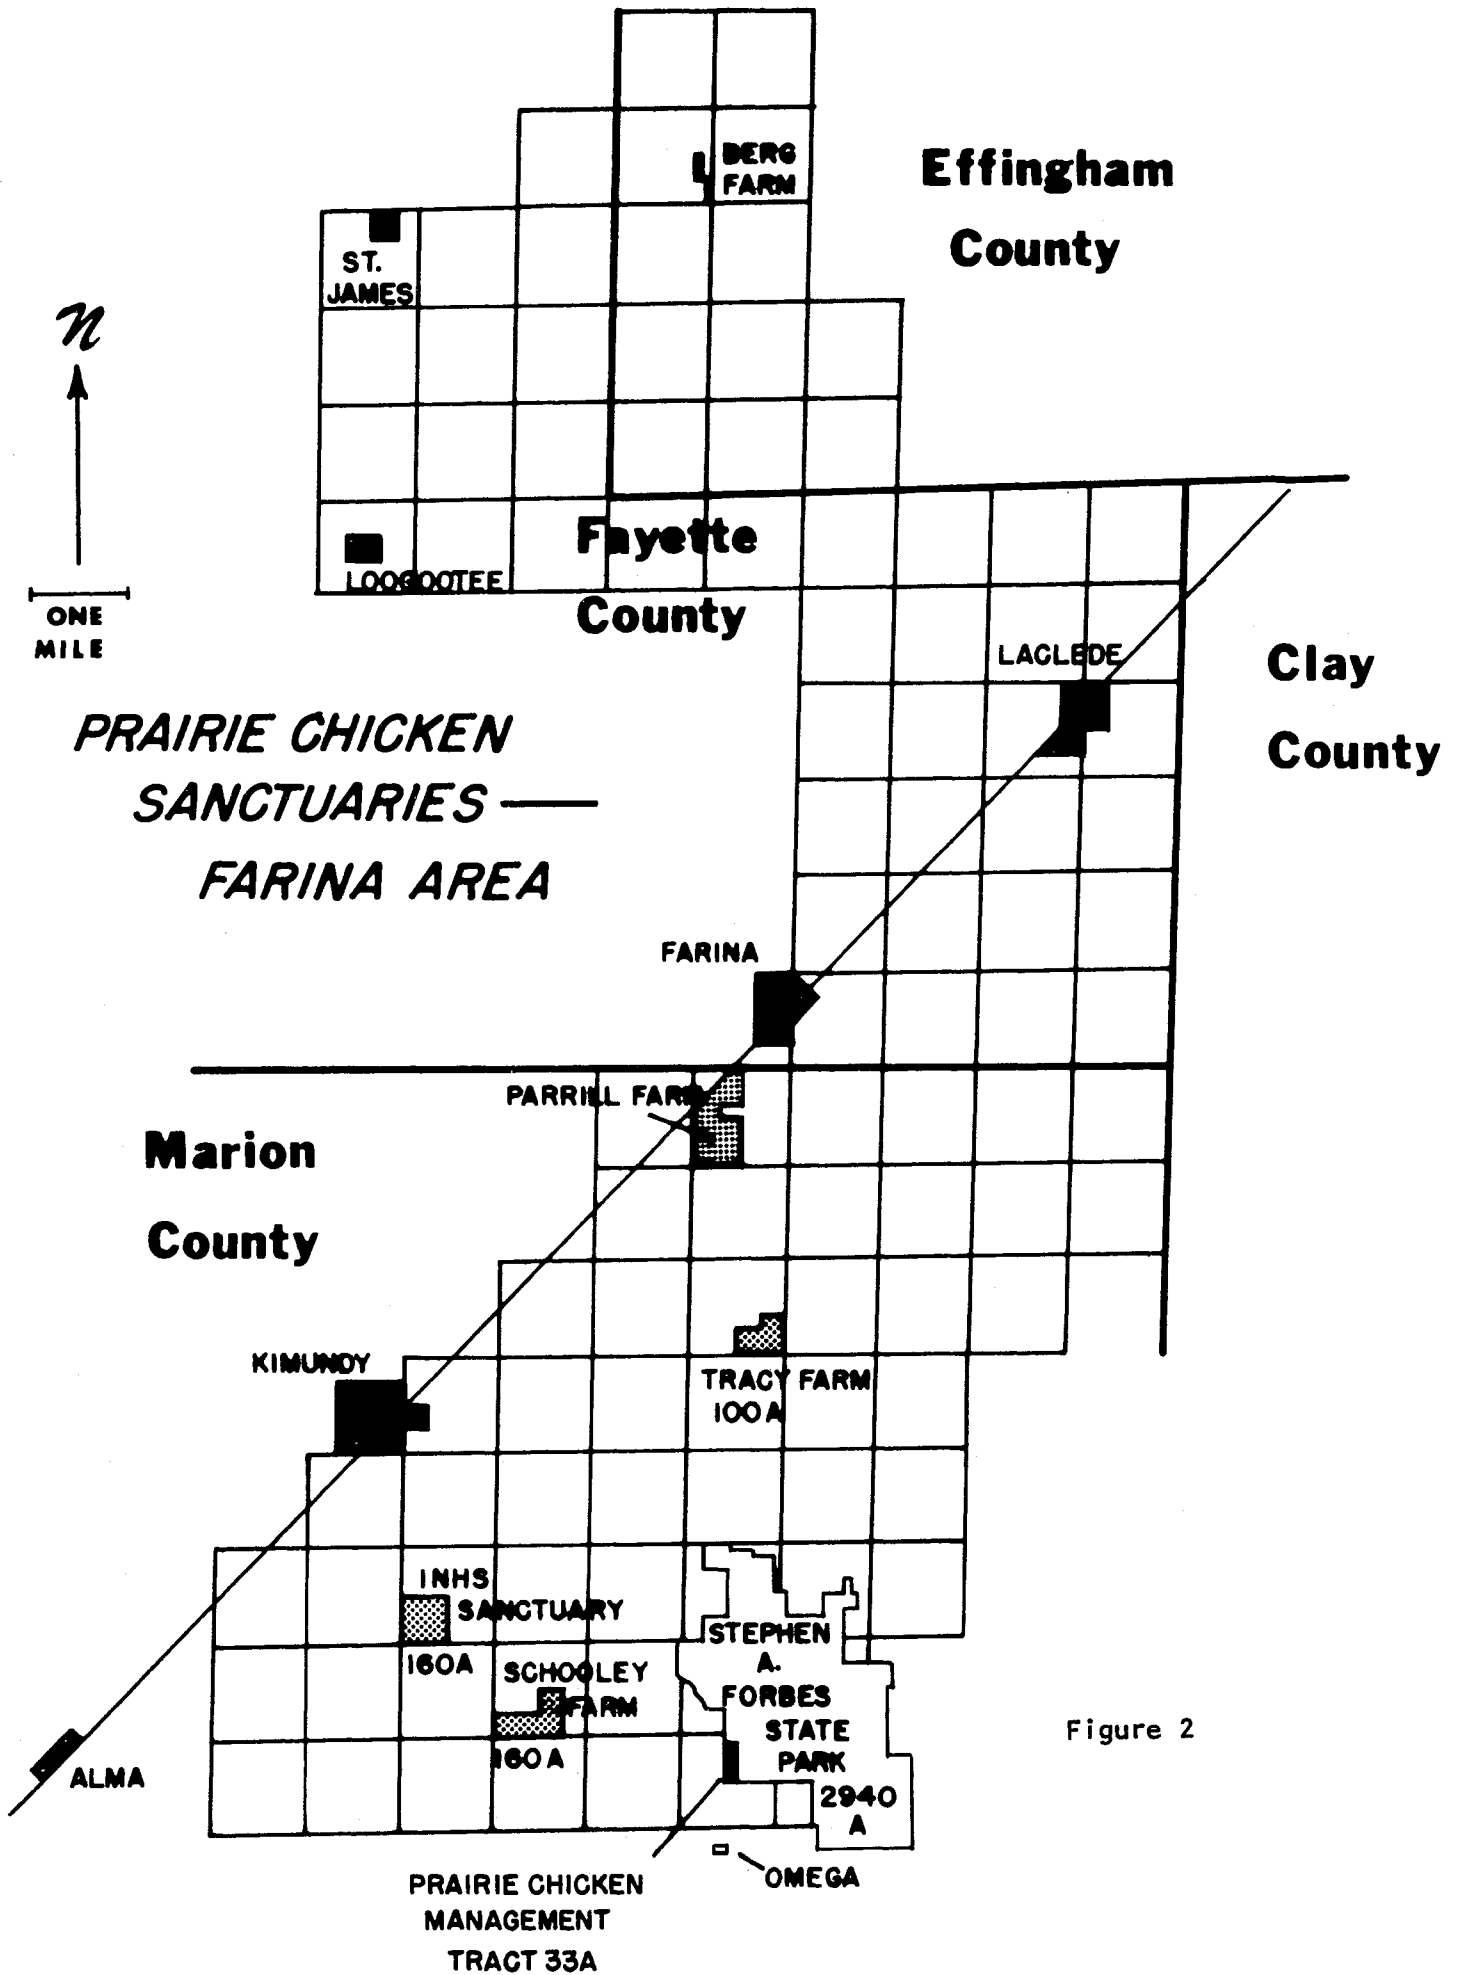 BERG
FARM
Effingham
County
ST.
JAMES
N
Fayette
County
LOOGOOTEE
ONE
MILE
LACLEDE
Clay
County
PRAIRIE CHICKEN
SANCTUARIES —
FARINA AREA
FARINA
PARRILL FARM
Marion
County
KIMUNDY
TRACY FARM
100 A
INHS
SANCTUARY
160A
SCHOOLEY
FARM
160 A
STEPHEN
A.
FORBES
STATE
PARK
2940
A
Figure 2
ALMA
OMEGA
PRAIRIE CHICKEN
MANAGEMENT
TRACT 33A